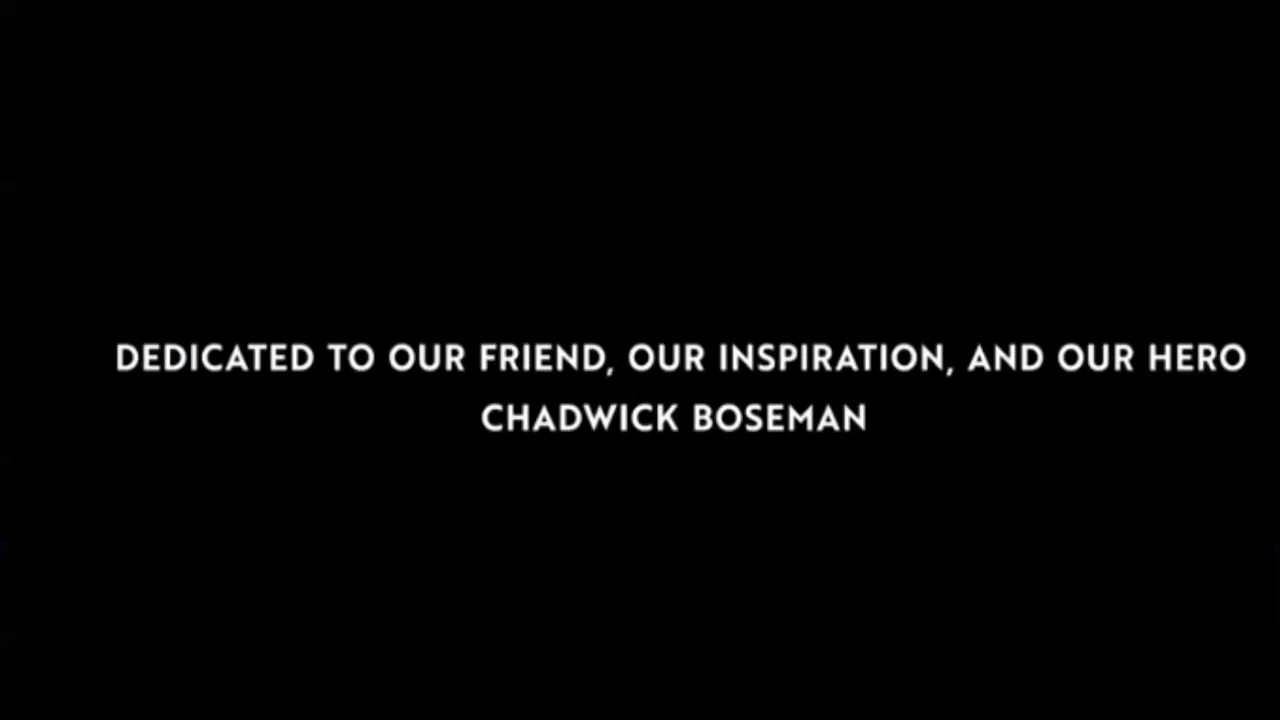 DEDICATED TO OUR FRIEND, OUR INSPIRATION, AND OUR HERO
CHADWICK BOSEMAN